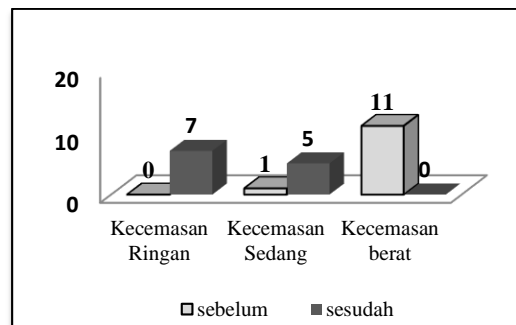 20
10
0
0
7
1
5
11
0
Kecemasan Ringan
Kecemasan Sedang
Kecemasan berat
sebelum
sesudah